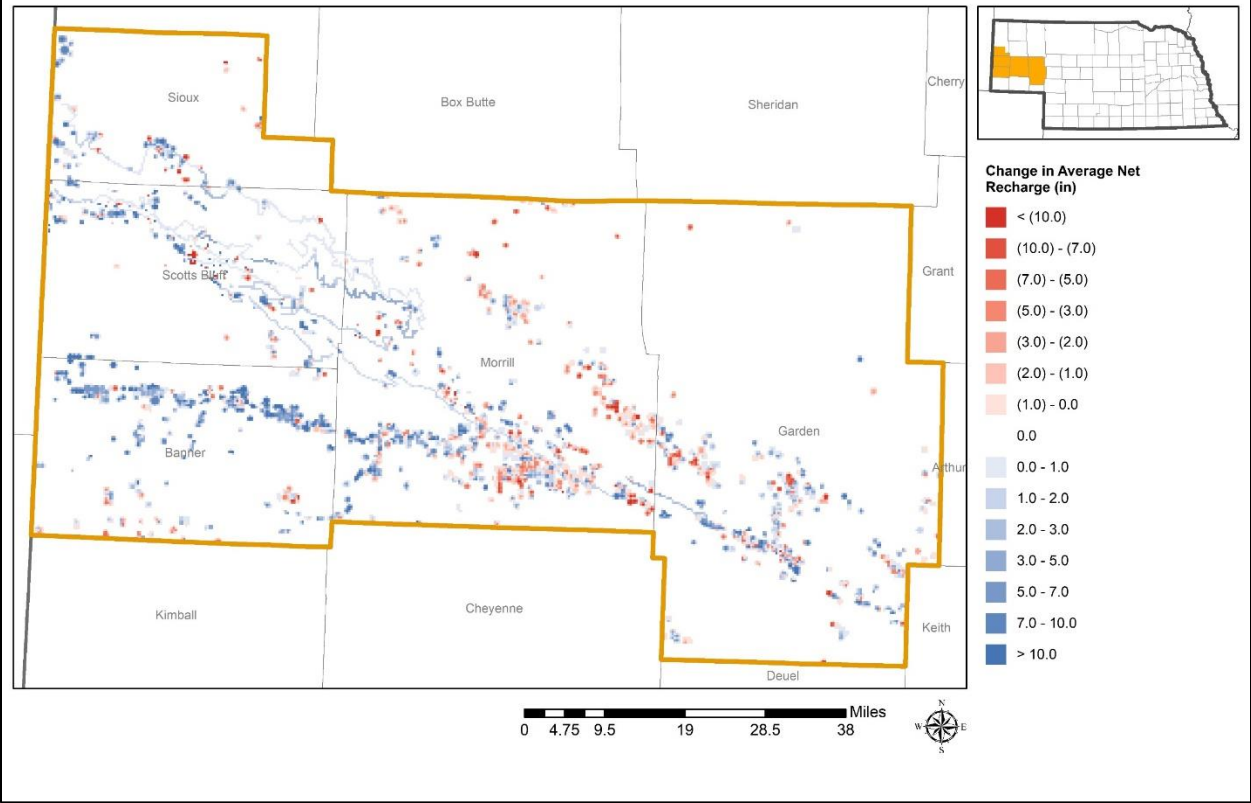 Sioux
Box Butte
Sheridan
Cherry
Scotts Bluff
Grant
Morrill
Garden
Banner
Arthur
Kimball
Cheyenne
Keith
Deuel
Change in Average Net
Recharge (in)
< (10.0)
(10.0) - (7.0)
(7.0) - (5.0)
(5.0) - (3.0)
(3.0) - (2.0)
(2.0) - (1.0)
(1.0) - 0.0
0.0
0.0 - 1.0
1.0 - 2.0
2.0 - 3.0
3.0 - 5.0
5.0 - 7.0
7.0 - 10.0
> 10.0
Miles
0 4.75 9.5 19 28.5 38
N
W E
S